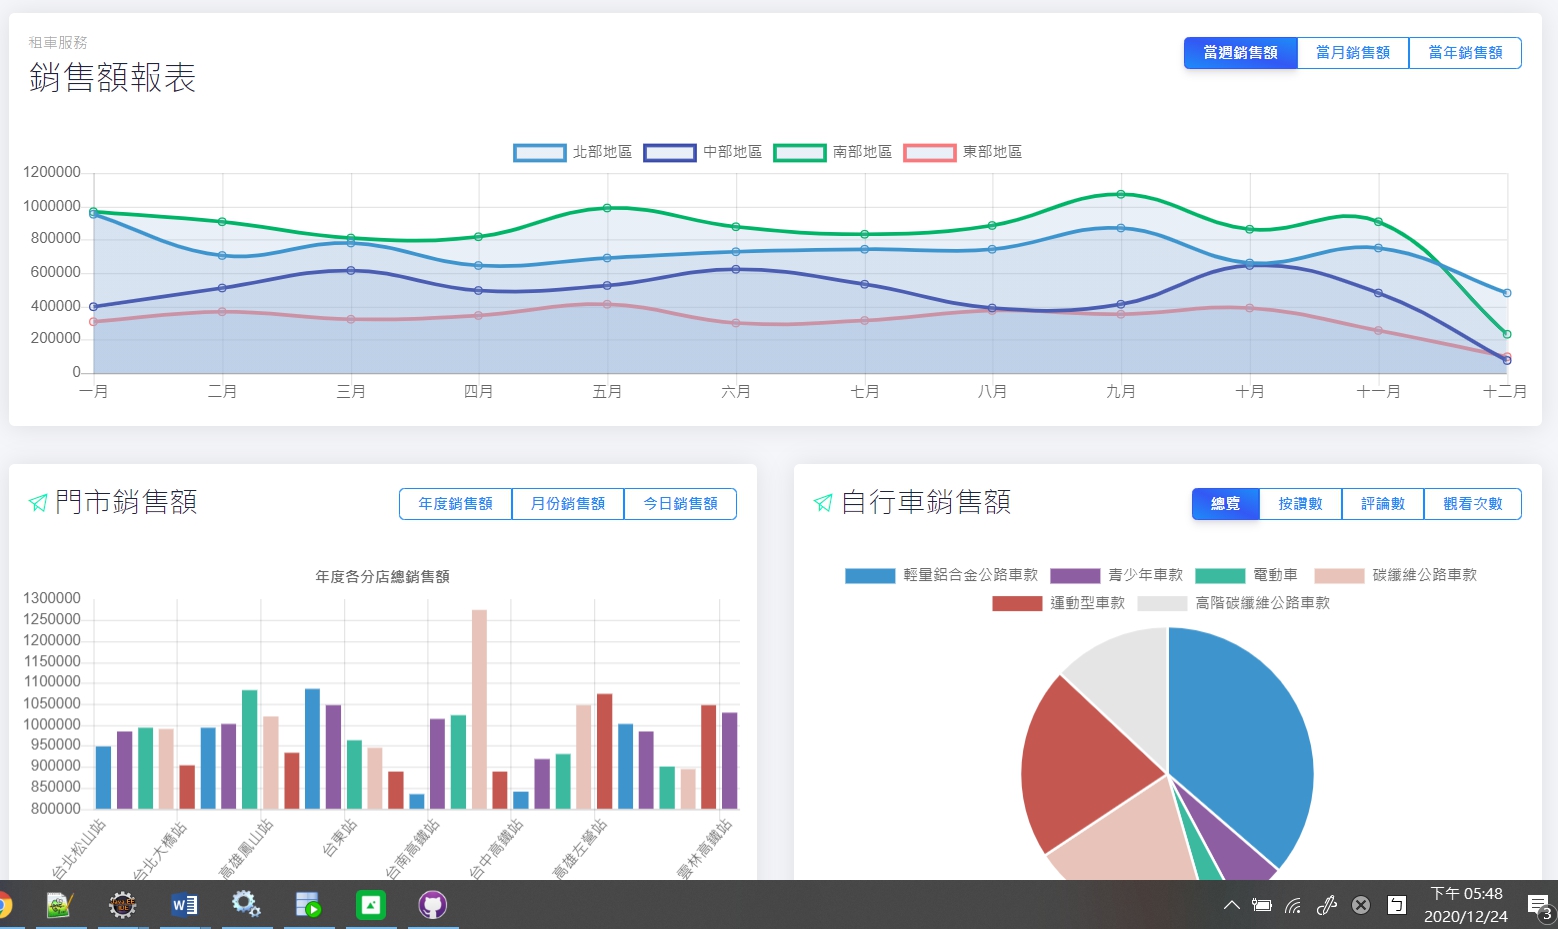 租車服務
銷售額報表
當週銷售額 當月銷售額 當年銷售額
北部地區 中部地區 南部地區 東部地區
1200000
1000000
800000
600000
400000
200000
0
一月 二月 三月 四月 五月 六月 七月 八月 九月 十月 十一月 十二月
門市銷售額
年度銷售額 月份銷售額 今日銷售額
年度各分店總銷售額
1300000
1250000
1200000
1150000
1100000
1050000
1000000
950000
900000
850000
800000
台北松山站 台北大橋站 高雄鳳山站 台東站 台南高鐵站 台中高鐵站 高雄左營站 雲林高鐵站
自行車銷售額
總覽 按讚數 評論數 觀看次數
輕量鋁合金公路車款 青少年車款 電動車 碳纖維公路車款
運動型車款 高階碳纖維公路車款
下午 05:48
2020/12/24
3